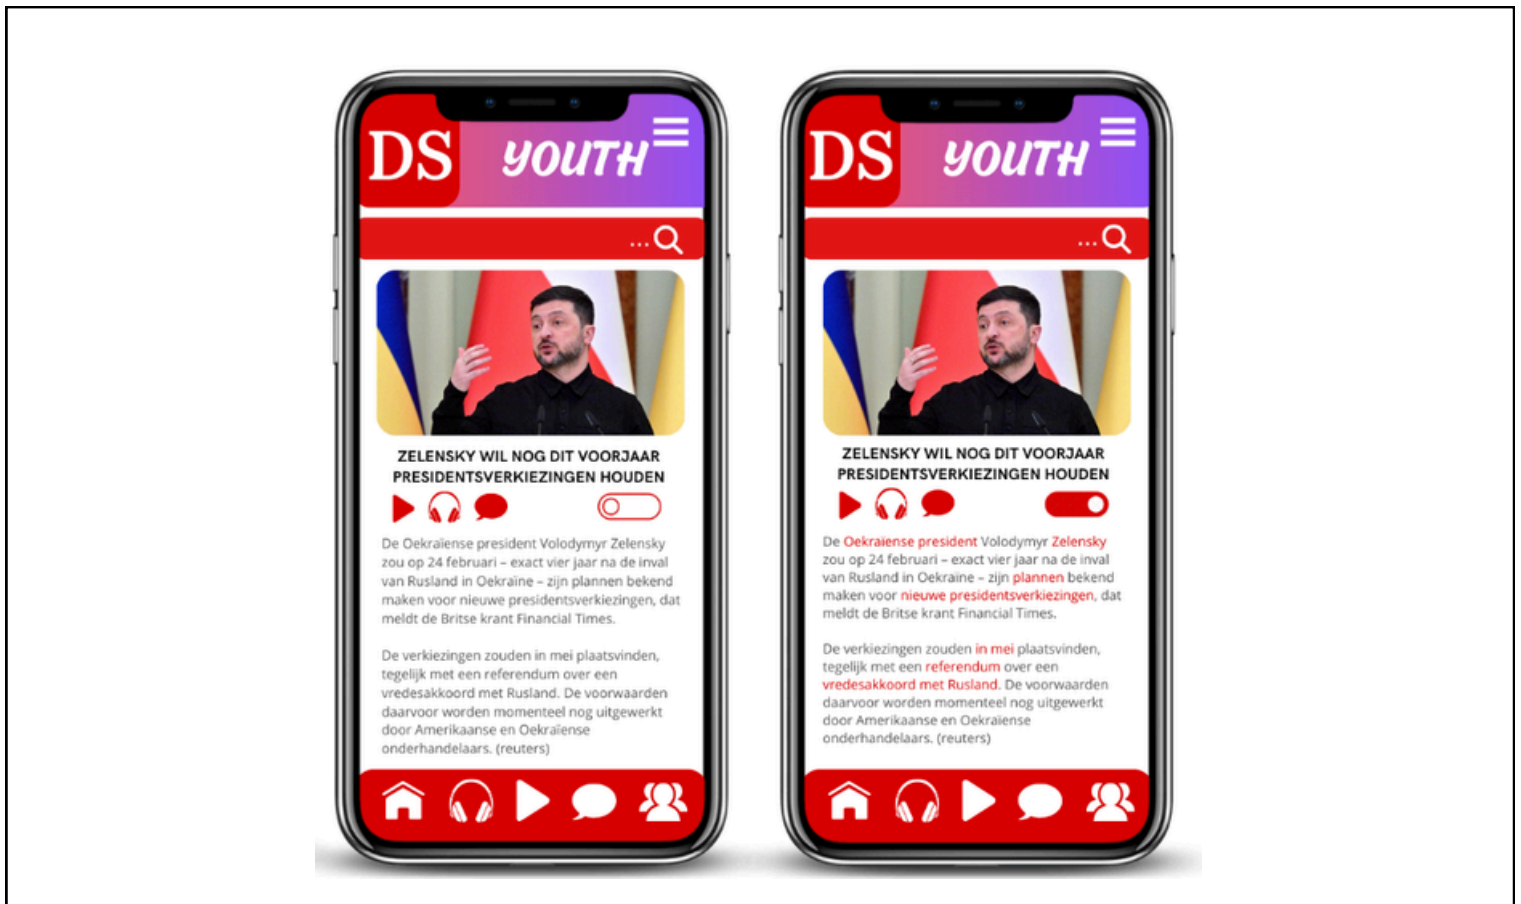 DS
YOUTH
...
ZELENSKY WIL NOG DIT VOORJAAR
PRESIDENTSVERKIEZINGEN HOUDEN
De Oekraïense president Volodymyr Zelensky
zou op 24 februari – exact vier jaar na de inval
van Rusland in Oekraïne – zijn plannen bekend
maken voor nieuwe presidentsverkiezingen, dat
meldt de Britse krant Financial Times.
De verkiezingen zouden in mei plaatsvinden,
tegelijk met een referendum over een
vredesakkoord met Rusland. De voorwaarden
daarvoor worden momenteel nog uitgewerkt
door Amerikaanse en Oekraïense
onderhandelaars. (reuters)
DS
YOUTH
...
ZELENSKY WIL NOG DIT VOORJAAR
PRESIDENTSVERKIEZINGEN HOUDEN
De Oekraïense president Volodymyr Zelensky
zou op 24 februari – exact vier jaar na de inval
van Rusland in Oekraïne – zijn plannen bekend
maken voor nieuwe presidentsverkiezingen, dat
meldt de Britse krant Financial Times.
De verkiezingen zouden in mei plaatsvinden,
tegelijk met een referendum over een
vredesakkoord met Rusland. De voorwaarden
daarvoor worden momenteel nog uitgewerkt
door Amerikaanse en Oekraïense
onderhandelaars. (reuters)